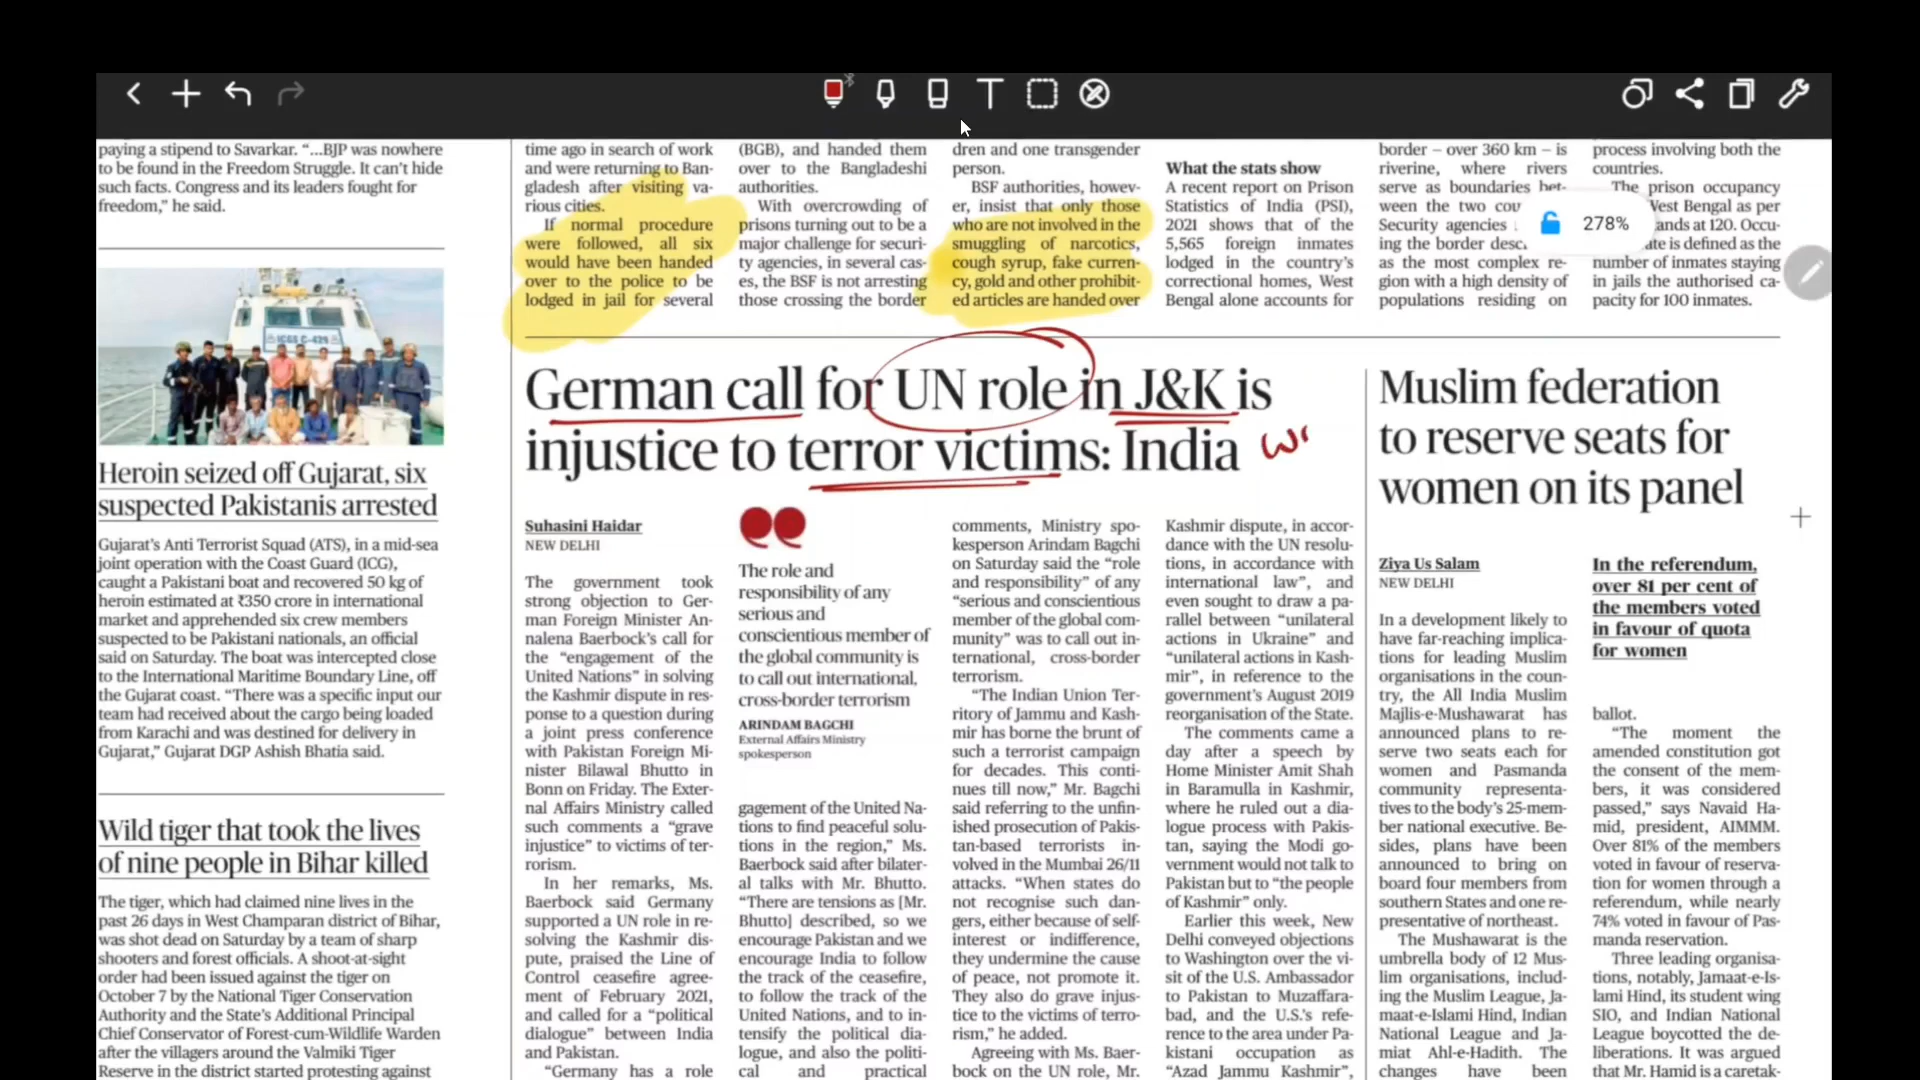 278%
paying a stipend to Savarkar. “...BJP was nowhere
to be found in the Freedom Struggle. It can’t hide
such facts. Congress and its leaders fought for
freedom,” he said.
ICGS C-429
Heroin seized off Gujarat, six
suspected Pakistanis arrested
Gujarat’s Anti Terrorist Squad (ATS), in a mid-sea
joint operation with the Coast Guard (ICG),
caught a Pakistani boat and recovered 50 kg of
heroin estimated at ₹350 crore in international
market and apprehended six crew members
suspected to be Pakistani nationals, an official
said on Saturday. The boat was intercepted close
to the International Maritime Boundary Line, off
the Gujarat coast. “There was a specific input our
team had received about the cargo being loaded
from Karachi and was destined for delivery in
Gujarat,” Gujarat DGP Ashish Bhatia said.
Wild tiger that took the lives
of nine people in Bihar killed
The tiger, which had claimed nine lives in the
past 26 days in West Champaran district of Bihar,
was shot dead on Saturday by a team of sharp
shooters and forest officials. A shoot-at-sight
order had been issued against the tiger on
October 7 by the National Tiger Conservation
Authority and the State’s Additional Principal
Chief Conservator of Forest-cum-Wildlife Warden
after the villagers around the Valmiki Tiger
Reserve in the district started protesting against
time ago in search of work
and were returning to Ban-
gladesh after visiting va-
rious cities.
If normal procedure
were followed, all six
would have been handed
over to the police to be
lodged in jail for several
(BGB), and handed them
over to the Bangladeshi
authorities.
With overcrowding of
prisons turning out to be a
major challenge for securi-
ty agencies, in several cas-
es, the BSF is not arresting
those crossing the border
dren and one transgender
person.
BSF authorities, howev-
er, insist that only those
who are not involved in the
smuggling of narcotics,
cough syrup, fake curren-
cy, gold and other prohibit-
ed articles are handed over
What the stats show
A recent report on Prison
Statistics of India (PSI),
2021 shows that of the
5,565 foreign inmates
lodged in the country’s
correctional homes, West
Bengal alone accounts for
border – over 360 km – is
riverine, where rivers
serve as boundaries bet-
ween the two cou
Security agencies
ing the border desc
as the most complex re-
gion with a high density of
populations residing on
process involving both the
countries.
The prison occupancy
West Bengal as per
ands at 120. Occu-
te is defined as the
number of inmates staying
in jails the authorised ca-
pacity for 100 inmates.
German call for UN role in J&K is
injustice to terror victims: India
Suhasini Haidar
NEW DELHI
The government took
strong objection to Ger-
man Foreign Minister An-
nalena Baerbock’s call for
the “engagement of the
United Nations” in solving
the Kashmir dispute in res-
ponse to a question during
a joint press conference
with Pakistan Foreign Mi-
nister Bilawal Bhutto in
Bonn on Friday. The Exter-
nal Affairs Ministry called
such comments a “grave
injustice” to victims of ter-
rorism.
In her remarks, Ms.
Baerbock said Germany
supported a UN role in re-
solving the Kashmir dis-
pute, praised the Line of
Control ceasefire agree-
ment of February 2021,
and called for a “political
dialogue” between India
and Pakistan.
“Germany has a role
The role and
responsibility of any
serious and
conscientious member of
the global community is
to call out international,
cross-border terrorism
ARINDAM BAGCHI
External Affairs Ministry
spokesperson
gagement of the United Na-
tions to find peaceful solu-
tions in the region,” Ms.
Baerbock said after bilater-
al talks with Mr. Bhutto.
“There are tensions as [Mr.
Bhutto] described, so we
encourage Pakistan and we
encourage India to follow
the track of the ceasefire,
to follow the track of the
United Nations, and to in-
tensify the political dia-
logue, and also the politi-
cal and practical
comments, Ministry spo-
kesperson Arindam Bagchi
on Saturday said the “role
and responsibility” of any
“serious and conscientious
member of the global com-
munity” was to call out in-
ternational, cross-border
terrorism.
“The Indian Union Ter-
ritory of Jammu and Kash-
mir has borne the brunt of
such a terrorist campaign
for decades. This conti-
nues till now,” Mr. Bagchi
said referring to the unfin-
ished prosecution of Pakis-
tan-based terrorists in-
volved in the Mumbai 26/11
attacks. “When states do
not recognise such dan-
gers, either because of self-
interest or indifference,
they undermine the cause
of peace, not promote it.
They also do grave injus-
tice to the victims of terro-
rism,” he added.
Agreeing with Ms. Baer-
bock on the UN role, Mr.
Kashmir dispute, in accor-
dance with the UN resolu-
tions, in accordance with
international law”, and
even sought to draw a pa-
rallel between “unilateral
actions in Ukraine” and
“unilateral actions in Kash-
mir”, in reference to the
government’s August 2019
reorganisation of the State.
The comments came a
day after a speech by
Home Minister Amit Shah
in Baramulla in Kashmir,
where he ruled out a dia-
logue process with Pakis-
tan, saying the Modi go-
vernment would not talk to
Pakistan but to “the people
of Kashmir” only.
Earlier this week, New
Delhi conveyed objections
to Washington over the vi-
sit of the U.S. Ambassador
to Pakistan to Muzaffara-
bad, and the U.S.’s refe-
rence to the area under Pa-
kistani occupation as
“Azad Jammu Kashmir”,
Muslim federation
to reserve seats for
women on its panel
Ziya Us Salam
NEW DELHI
In a development likely to
have far-reaching implica-
tions for leading Muslim
organisations in the coun-
try, the All India Muslim
Majlis-e-Mushawarat has
announced plans to re-
serve two seats each for
women and Pasmanda
community representa-
tives to the body’s 25-mem-
ber national executive. Be-
sides, plans have been
announced to bring on
board four members from
southern States and one re-
presentative of northeast.
The Mushawarat is the
umbrella body of 12 Mus-
lim organisations, includ-
ing the Muslim League, Ja-
maat-e-Islami Hind, Indian
National League and Ja-
miat Ahl-e-Hadith. The
changes have been
In the referendum,
over 81 per cent of
the members voted
in favour of quota
for women
ballot.
“The moment the
amended constitution got
the consent of the mem-
bers, it was considered
passed,” says Navaid Ha-
mid, president, AIMMM.
Over 81% of the members
voted in favour of reserva-
tion for women through a
referendum, while nearly
74% voted in favour of Pas-
manda reservation.
Three leading organisa-
tions, notably, Jamaat-e-Is-
lami Hind, its student wing
SIO, and Indian National
League boycotted the de-
liberations. It was argued
that Mr. Hamid is a caretak-